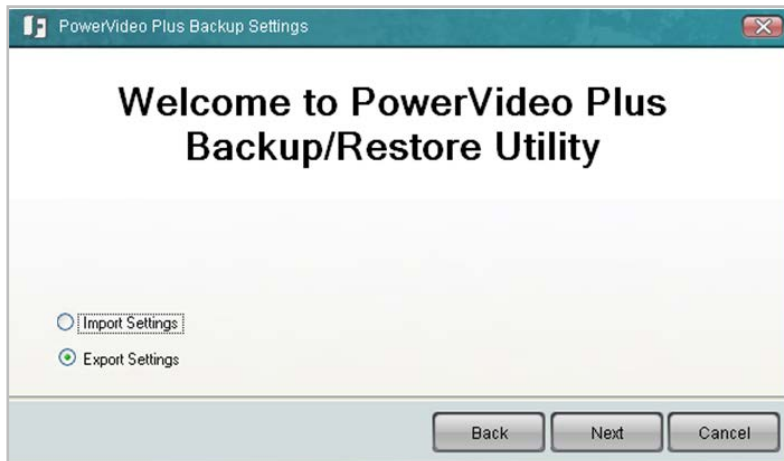 PowerVideo Plus Backup Settings
Welcome to PowerVideo Plus
Backup/Restore Utility
Import Settings
Export Settings
Back
Next
Cancel